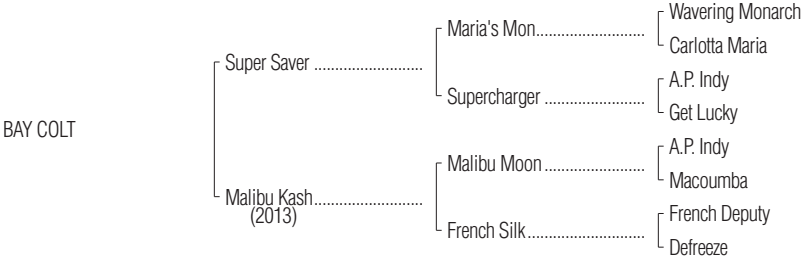 Wavering Monarch
Maria's Mon
Carlotta Maria
Super Saver
A.P. Indy
Supercharger
Get Lucky
BAY COLT
A.P. Indy
Malibu Moon
Macoumba
Malibu Kash
(2013)
French Deputy
French Silk
Defreeze